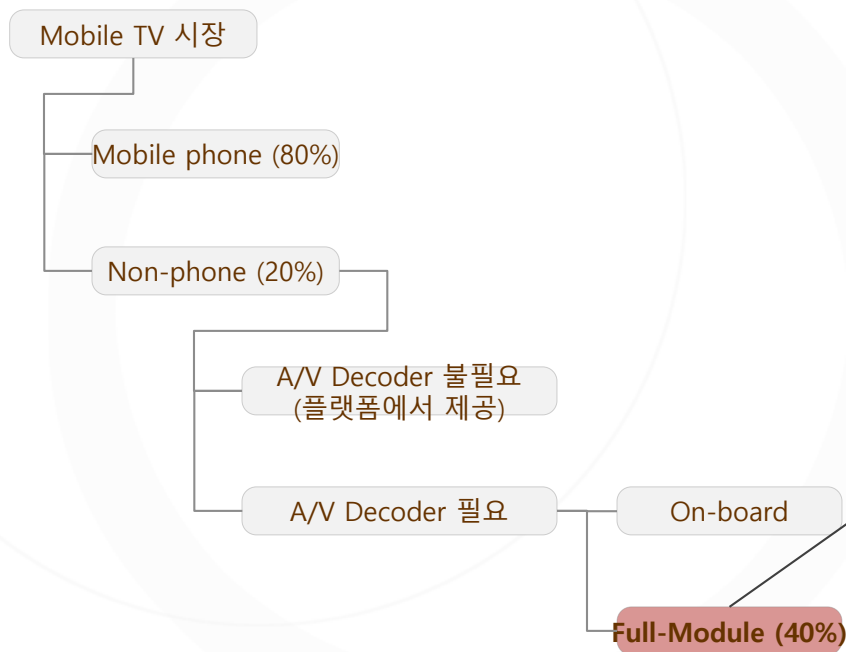 Mobile TV 시장
Mobile phone (80%)
Non-phone (20%)
A/V Decoder 불필요
(플랫폼에서 제공)
A/V Decoder 필요
On-board
Full-Module (40%)